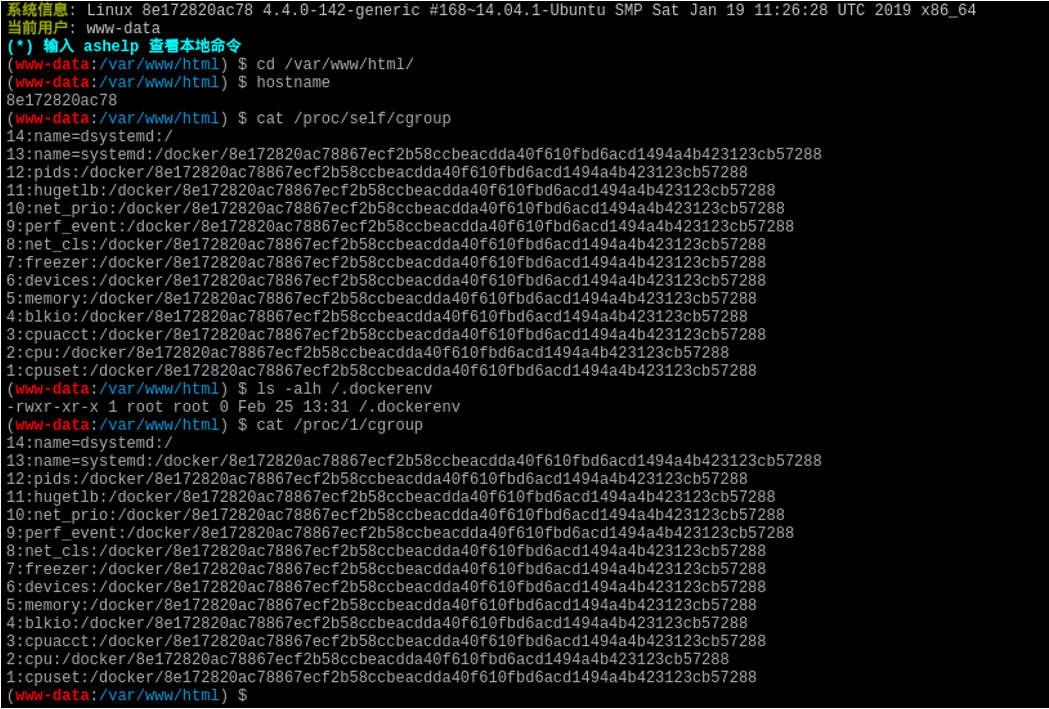 系统信息: Linux 8e172820ac78 4.4.0-142-generic #168~14.04.1-Ubuntu SMP Sat Jan 19 11:26:28 UTC 2019 x86_64
当前用户: www-data
(*) 输入 ashelp 查看本地命令
(www-data:/var/www/html) $ cd /var/www/html/
(www-data:/var/www/html) $ hostname
8e172820ac78
(www-data:/var/www/html) $ cat /proc/self/cgroup
14:name=dsystemd:/
13:name=systemd:/docker/8e172820ac78867ecf2b58ccbeacdda40f610fbd6acd1494a4b423123cb57288
12:pids:/docker/8e172820ac78867ecf2b58ccbeacdda40f610fbd6acd1494a4b423123cb57288
11:hugetlb:/docker/8e172820ac78867ecf2b58ccbeacdda40f610fbd6acd1494a4b423123cb57288
10:net_prio:/docker/8e172820ac78867ecf2b58ccbeacdda40f610fbd6acd1494a4b423123cb57288
9:perf_event:/docker/8e172820ac78867ecf2b58ccbeacdda40f610fbd6acd1494a4b423123cb57288
8:net_cls:/docker/8e172820ac78867ecf2b58ccbeacdda40f610fbd6acd1494a4b423123cb57288
7:freezer:/docker/8e172820ac78867ecf2b58ccbeacdda40f610fbd6acd1494a4b423123cb57288
6:devices:/docker/8e172820ac78867ecf2b58ccbeacdda40f610fbd6acd1494a4b423123cb57288
5:memory:/docker/8e172820ac78867ecf2b58ccbeacdda40f610fbd6acd1494a4b423123cb57288
4:blkio:/docker/8e172820ac78867ecf2b58ccbeacdda40f610fbd6acd1494a4b423123cb57288
3:cpuacct:/docker/8e172820ac78867ecf2b58ccbeacdda40f610fbd6acd1494a4b423123cb57288
2:cpu:/docker/8e172820ac78867ecf2b58ccbeacdda40f610fbd6acd1494a4b423123cb57288
1:cpuset:/docker/8e172820ac78867ecf2b58ccbeacdda40f610fbd6acd1494a4b423123cb57288
(www-data:/var/www/html) $ ls -alh /.dockerenv
-rwxr-xr-x 1 root root 0 Feb 25 13:31 /.dockerenv
(www-data:/var/www/html) $ cat /proc/1/cgroup
14:name=dsystemd:/
13:name=systemd:/docker/8e172820ac78867ecf2b58ccbeacdda40f610fbd6acd1494a4b423123cb57288
12:pids:/docker/8e172820ac78867ecf2b58ccbeacdda40f610fbd6acd1494a4b423123cb57288
11:hugetlb:/docker/8e172820ac78867ecf2b58ccbeacdda40f610fbd6acd1494a4b423123cb57288
10:net_prio:/docker/8e172820ac78867ecf2b58ccbeacdda40f610fbd6acd1494a4b423123cb57288
9:perf_event:/docker/8e172820ac78867ecf2b58ccbeacdda40f610fbd6acd1494a4b423123cb57288
8:net_cls:/docker/8e172820ac78867ecf2b58ccbeacdda40f610fbd6acd1494a4b423123cb57288
7:freezer:/docker/8e172820ac78867ecf2b58ccbeacdda40f610fbd6acd1494a4b423123cb57288
6:devices:/docker/8e172820ac78867ecf2b58ccbeacdda40f610fbd6acd1494a4b423123cb57288
5:memory:/docker/8e172820ac78867ecf2b58ccbeacdda40f610fbd6acd1494a4b423123cb57288
4:blkio:/docker/8e172820ac78867ecf2b58ccbeacdda40f610fbd6acd1494a4b423123cb57288
3:cpuacct:/docker/8e172820ac78867ecf2b58ccbeacdda40f610fbd6acd1494a4b423123cb57288
2:cpu:/docker/8e172820ac78867ecf2b58ccbeacdda40f610fbd6acd1494a4b423123cb57288
1:cpuset:/docker/8e172820ac78867ecf2b58ccbeacdda40f610fbd6acd1494a4b423123cb57288
(www-data:/var/www/html) $